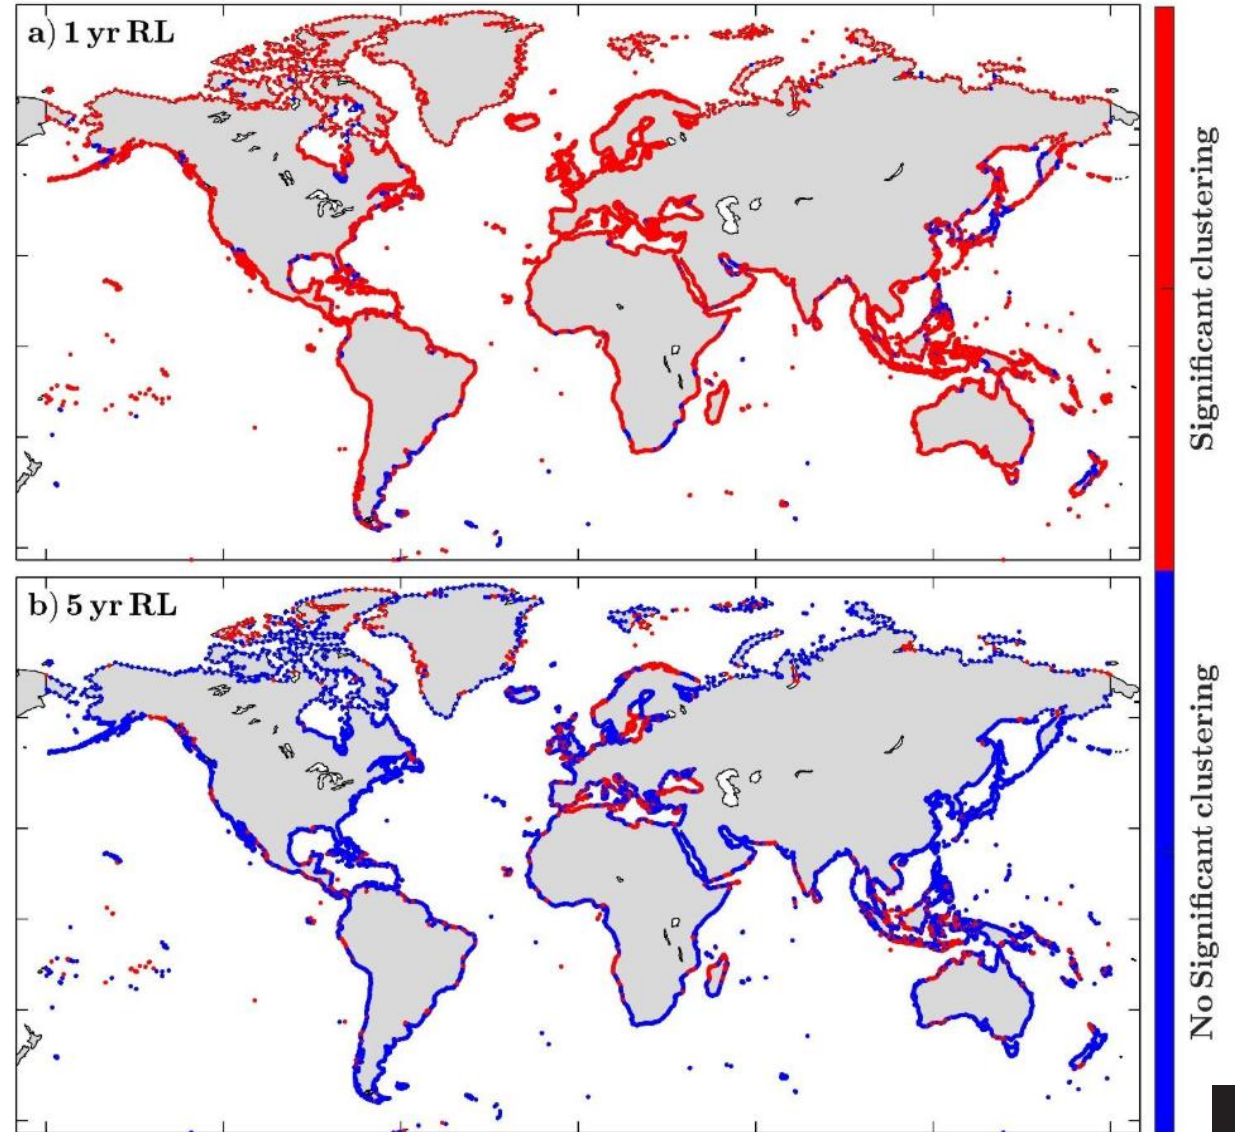 a) 1 yr RL
Significant clustering
b) 5 yr RL
No Significant clustering